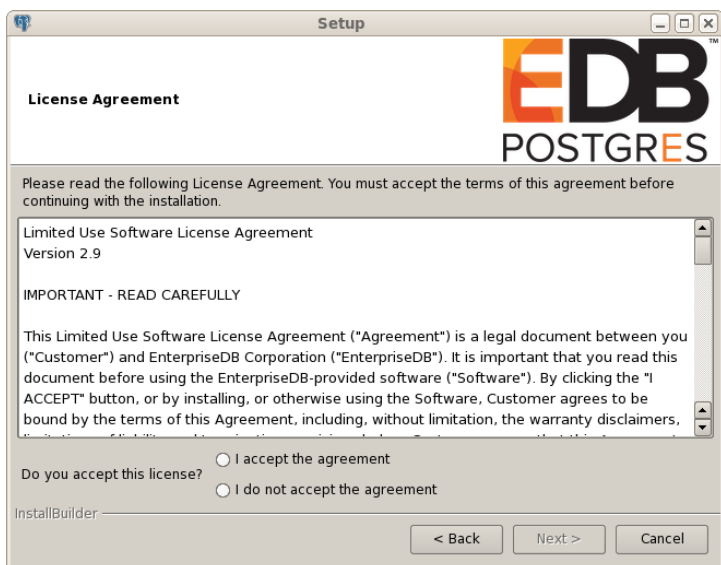 Setup
License Agreement
EDB
TM
POSTGRES
Please read the following License Agreement. You must accept the terms of this agreement before
continuing with the installation.
Limited Use Software License Agreement
Version 2.9
IMPORTANT - READ CAREFULLY
This Limited Use Software License Agreement ("Agreement") is a legal document between you
("Customer") and EnterpriseDB Corporation ("EnterpriseDB"). It is important that you read this
document before using the EnterpriseDB-provided software ("Software"). By clicking the "I
ACCEPT" button, or by installing, or otherwise using the Software, Customer agrees to be
bound by the terms of this Agreement, including, without limitation, the warranty disclaimers,
Do you accept this license?
I accept the agreement
I do not accept the agreement
InstallBuilder
< Back
Next >
Cancel